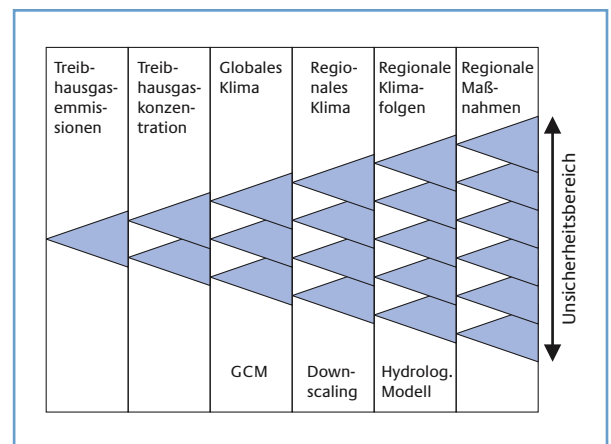 Treib-
hausgas-
emmis-
sionen
Treib-
hausgas-
konzen-
tration
Globales
Klima
Regio-
nales
Klima
Regionale
Klima-
folgen
Regionale
Maß-
nahmen
Unsicherheitsbereich
GCM
Down-
scaling
Hydrolog.
Modell